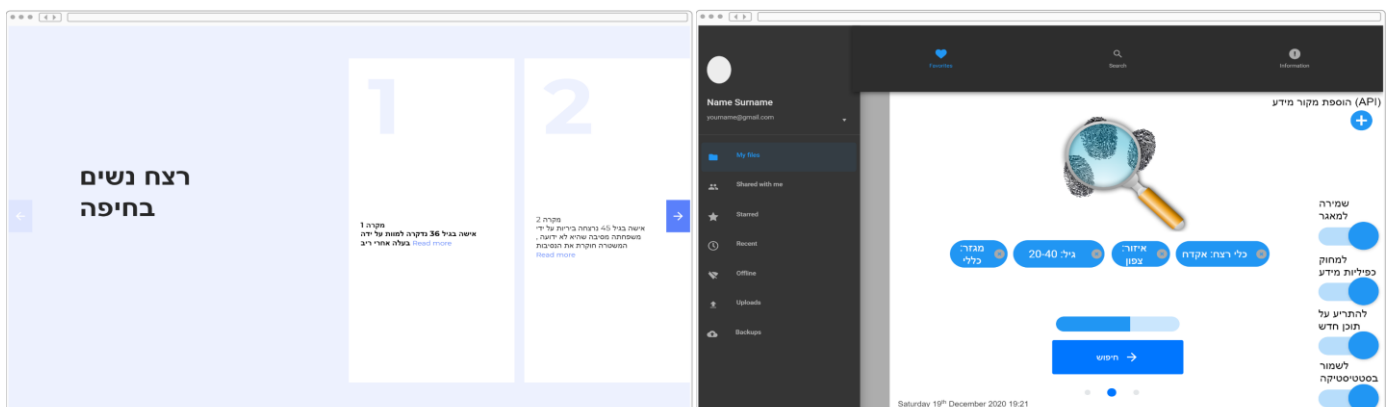 רצח נשים
בחיפה
1
מקרה 1
אישה בגיל 36 נדקרה למוות על ידה
בעלה אחרי ריב Read more
2
מקרה 2
אישה בגיל 45 נרצחה ביריות על ידי
משפחתה מסיבה שהיא לא ידועה ,
המשטרה חוקרת את הנסיבות
Read more
Name Surname
yourname@gmail.com
My files
Shared with me
Starred
Recent
Offline
Uploads
Backups
Favorites
Search
Information
הוספת מקור מידע (API)
שמירה
למאגר
למחוק
כפיליות מידע
להתריע על
תוכן חדש
לשמור
בסטטיסטיקה
כלי רצח: אקדח
איזור:
צפון
גיל: 20-40
מגזר:
כללי
חיפוש
Saturday 19th December 2020 19:21